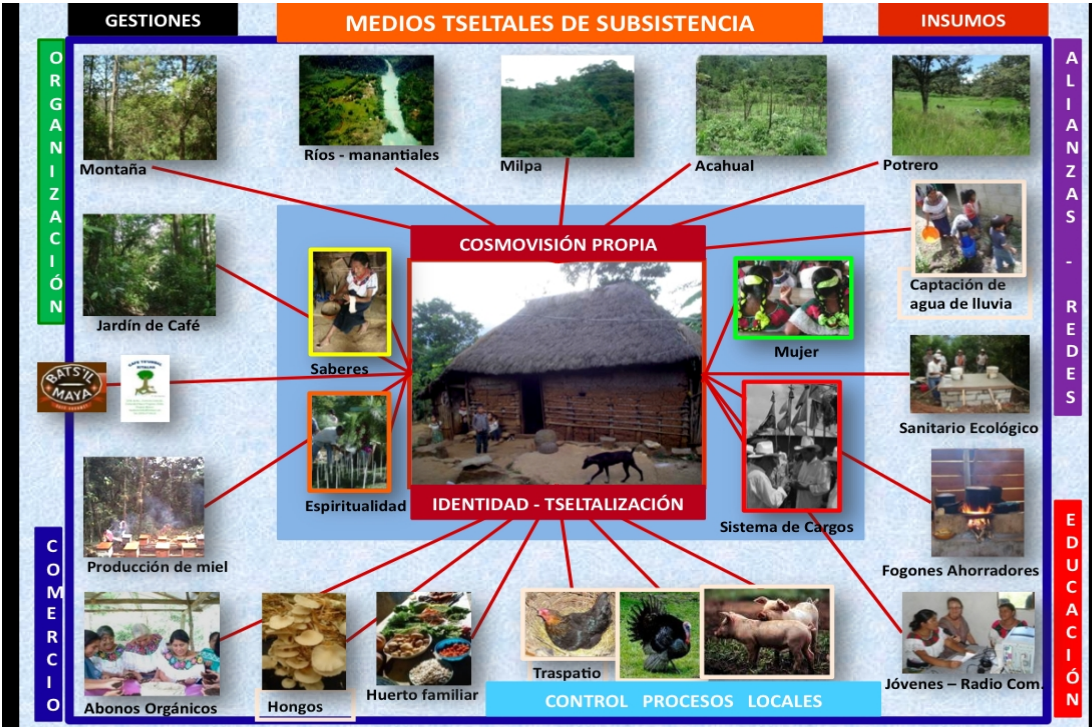 GESTIONES
MEDIOS TSELTALES DE SUBSISTENCIA
INSUMOS
ORGANIZACIÓN
ALIANZAS - REDES
Montaña
Ríos - manantiales
Milpa
Acahual
Potrero
COSMOVISIÓN PROPIA
Captación de
agua de lluvia
Jardín de Café
Saberes
Mujer
BATS'IL
MAYA
Sanitario Ecológico
Espiritualidad
IDENTIDAD - TSELTALIZACIÓN
Sistema de Cargos
COMERCIO
EDUCACIÓN
Producción de miel
Fogones Ahorradores
Traspatio
Abonos Orgánicos
Hongos
Huerto familiar
Jóvenes – Radio Com.
CONTROL PROCESOS LOCALES